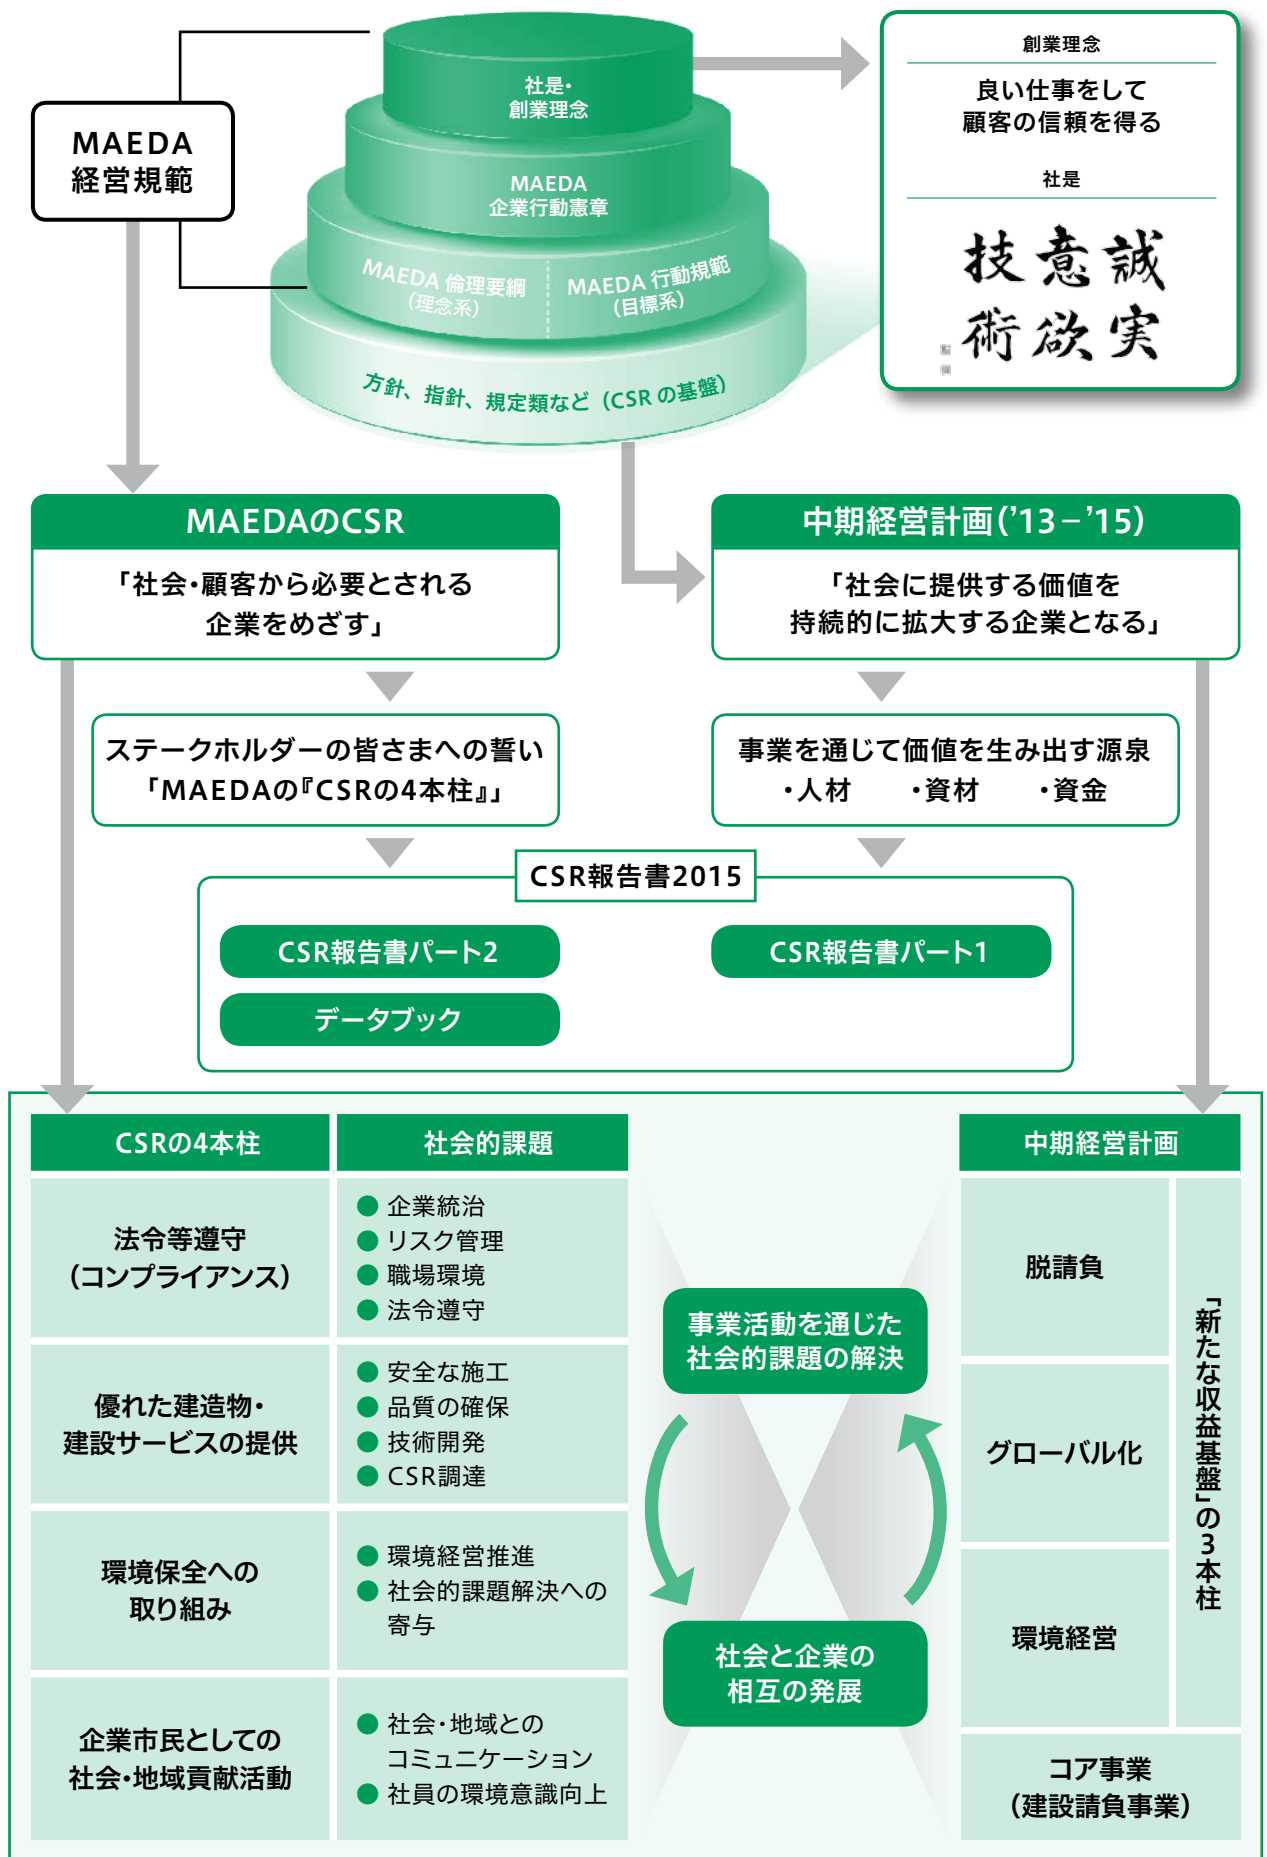 MAEDA
経営規範
社是・
創業理念
MAEDA
企業行動憲章
MAEDA 倫理要綱
（理念系）
MAEDA 行動規範
（目標系）
方針、指針、規定類など（CSRの基盤）
創業理念
良い仕事をして
顧客の信頼を得る
社是
誠実
意欲
技術
MAEDAのCSR
「社会・顧客から必要とされる
企業をめざす」
中期経営計画（’13－’15）
「社会に提供する価値を
持続的に拡大する企業となる」
ステークホルダーの皆さまへの誓い
「MAEDAの『CSRの4本柱』」
事業を通じて価値を生み出す源泉
・人材 ・資材 ・資金
CSR報告書2015
CSR報告書パート2
データブック
CSR報告書パート1
CSRの4本柱
社会的課題
法令等遵守
（コンプライアンス）
● 企業統治
● リスク管理
● 職場環境
● 法令遵守
優れた建造物・
建設サービスの提供
● 安全な施工
● 品質の確保
● 技術開発
● CSR調達
環境保全への
取り組み
● 環境経営推進
● 社会的課題解決への
寄与
企業市民としての
社会・地域貢献活動
● 社会・地域との
コミュニケーション
● 社員の環境意識向上
事業活動を通じた
社会的課題の解決
社会と企業の
相互の発展
中期経営計画
脱請負
グローバル化
環境経営
「新たな収益基盤」の3本柱
コア事業
（建設請負事業）